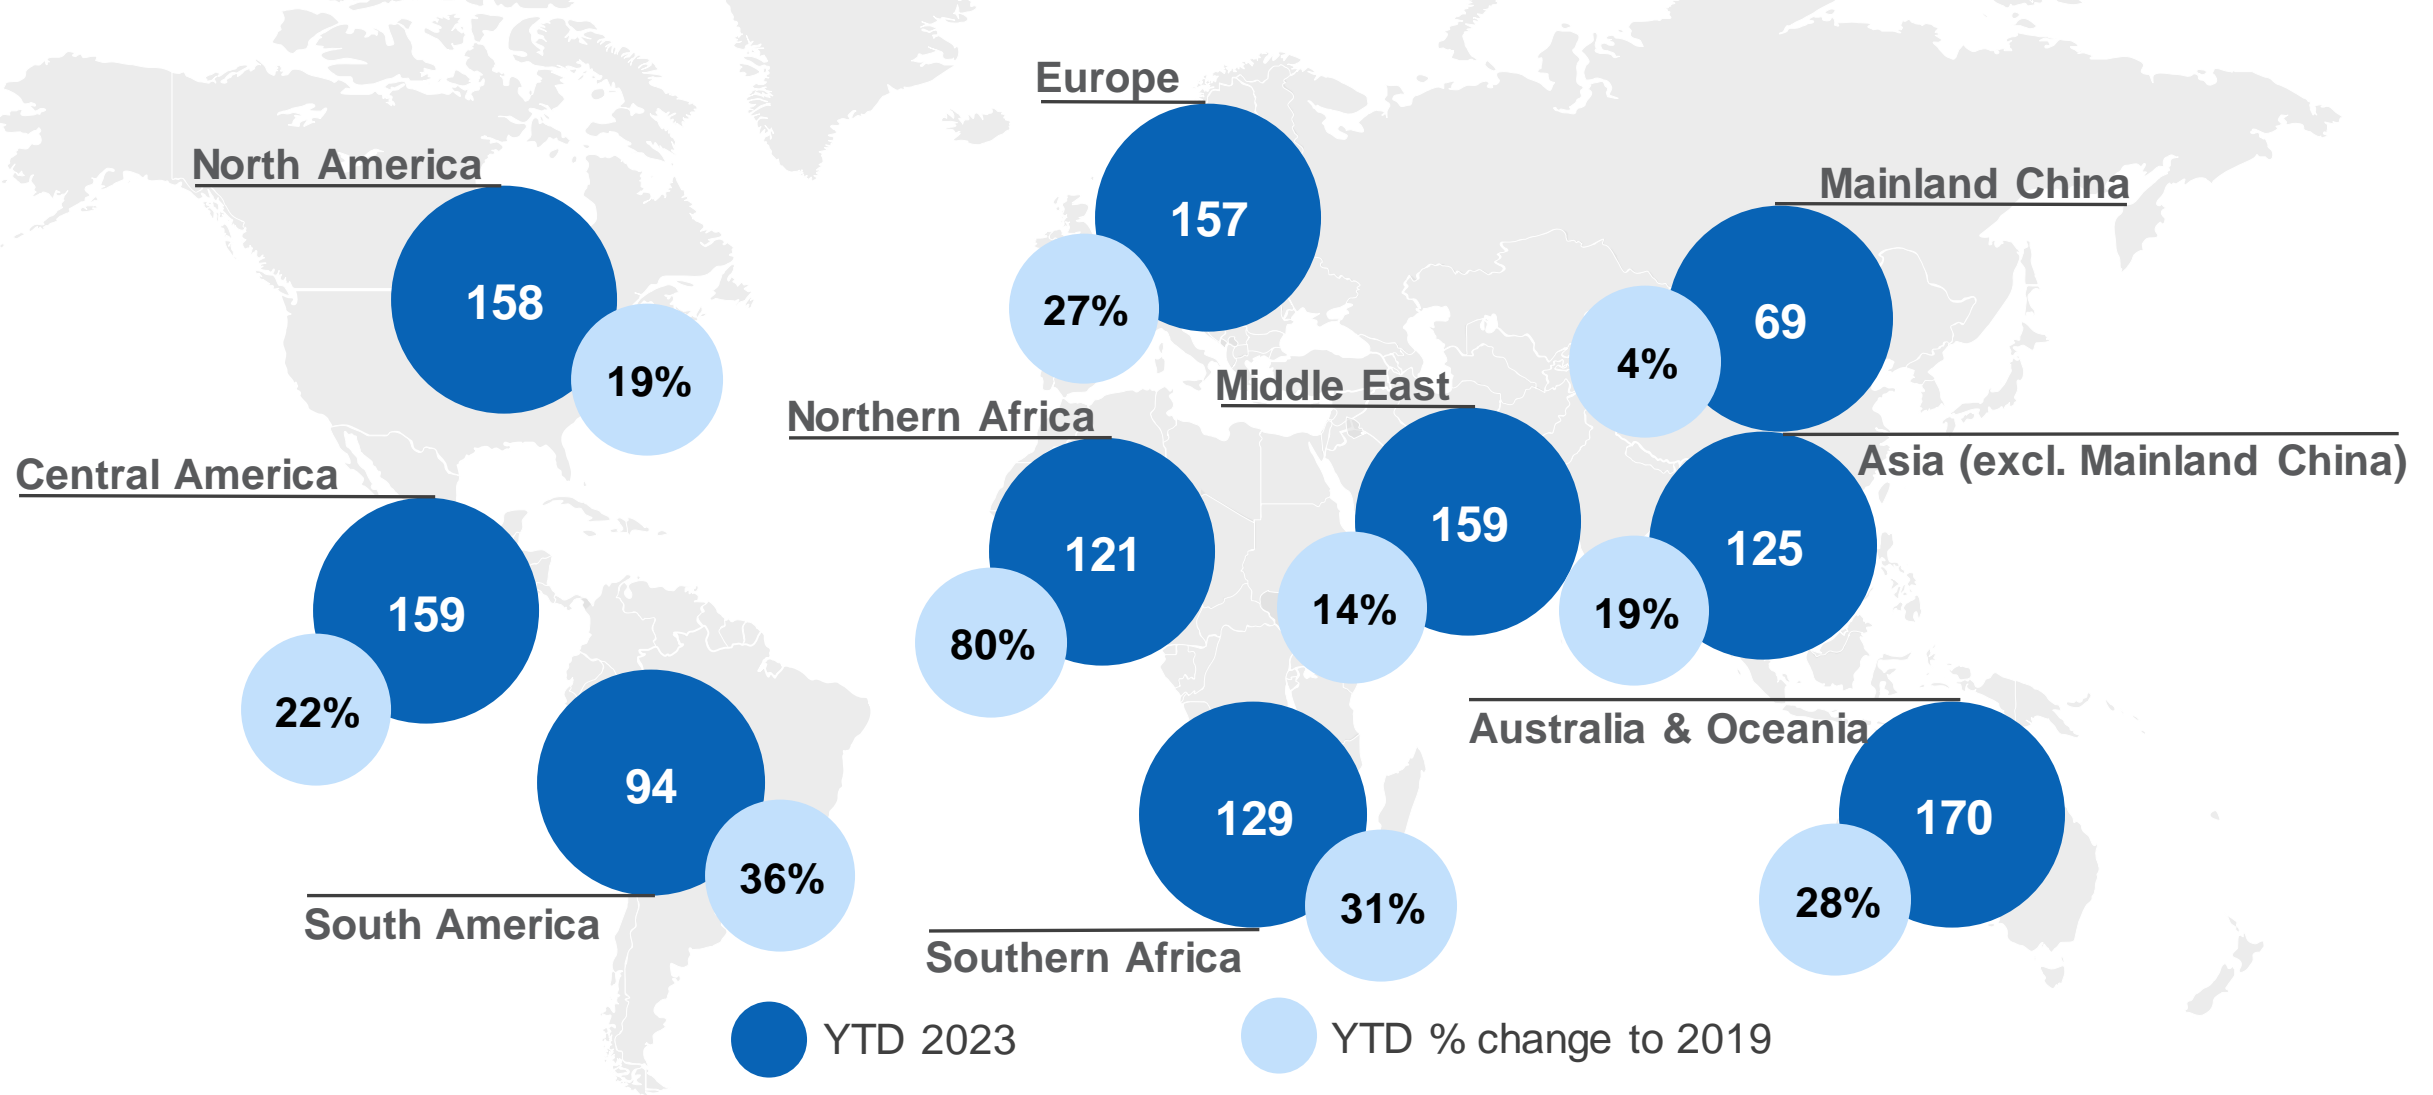 Europe
157
27%
North America
158
19%
Mainland China
69
4%
Middle East
159
14%
Northern Africa
121
80%
Asia (excl. Mainland China)
125
19%
Central America
159
22%
South America
94
36%
Southern Africa
129
31%
Australia & Oceania
170
28%
YTD 2023
YTD % change to 2019